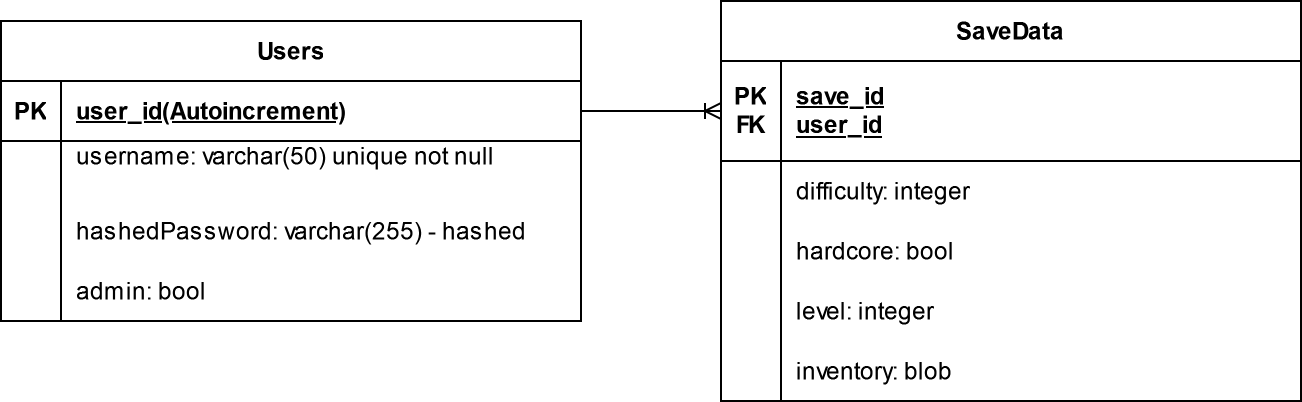 Users
PK user_id(Autoincrement)
username: varchar(50) unique not null
hashedPassword: varchar(255) - hashed
admin: bool
SaveData
PK save_id
FK user_id
difficulty: integer
hardcore: bool
level: integer
inventory: blob